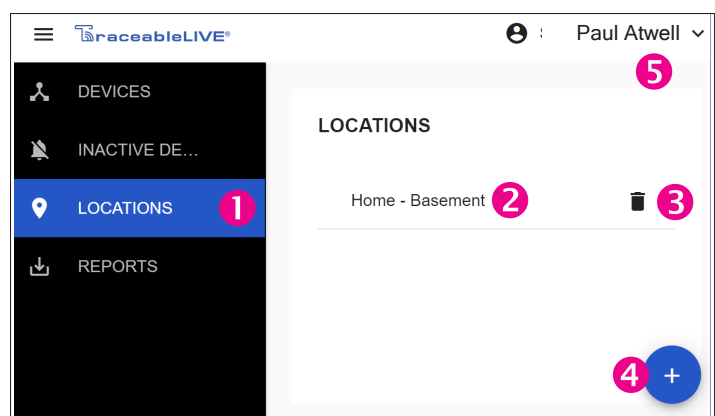 TraceableLIVE®
Paul Atwell
5
DEVICES
LOCATIONS
INACTIVE DE...
Home - Basement 2
3
LOCATIONS 1
REPORTS
4 +